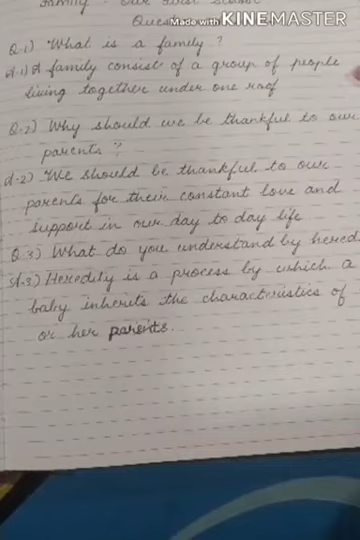 Family - Our First School
Made with KINEMASTER
Q.1) What is a family ?
A.1) A family consist of a group of people
living together under one roof
Q.2) Why should we be thankful to our
parents ?
A.2) We should be thankful to our
parents for their constant love and
support in our day to day life
Q.3) What do you understand by hered
A.3) Heredity is a process by which a
baby inherits the characteristics of
or her parents.